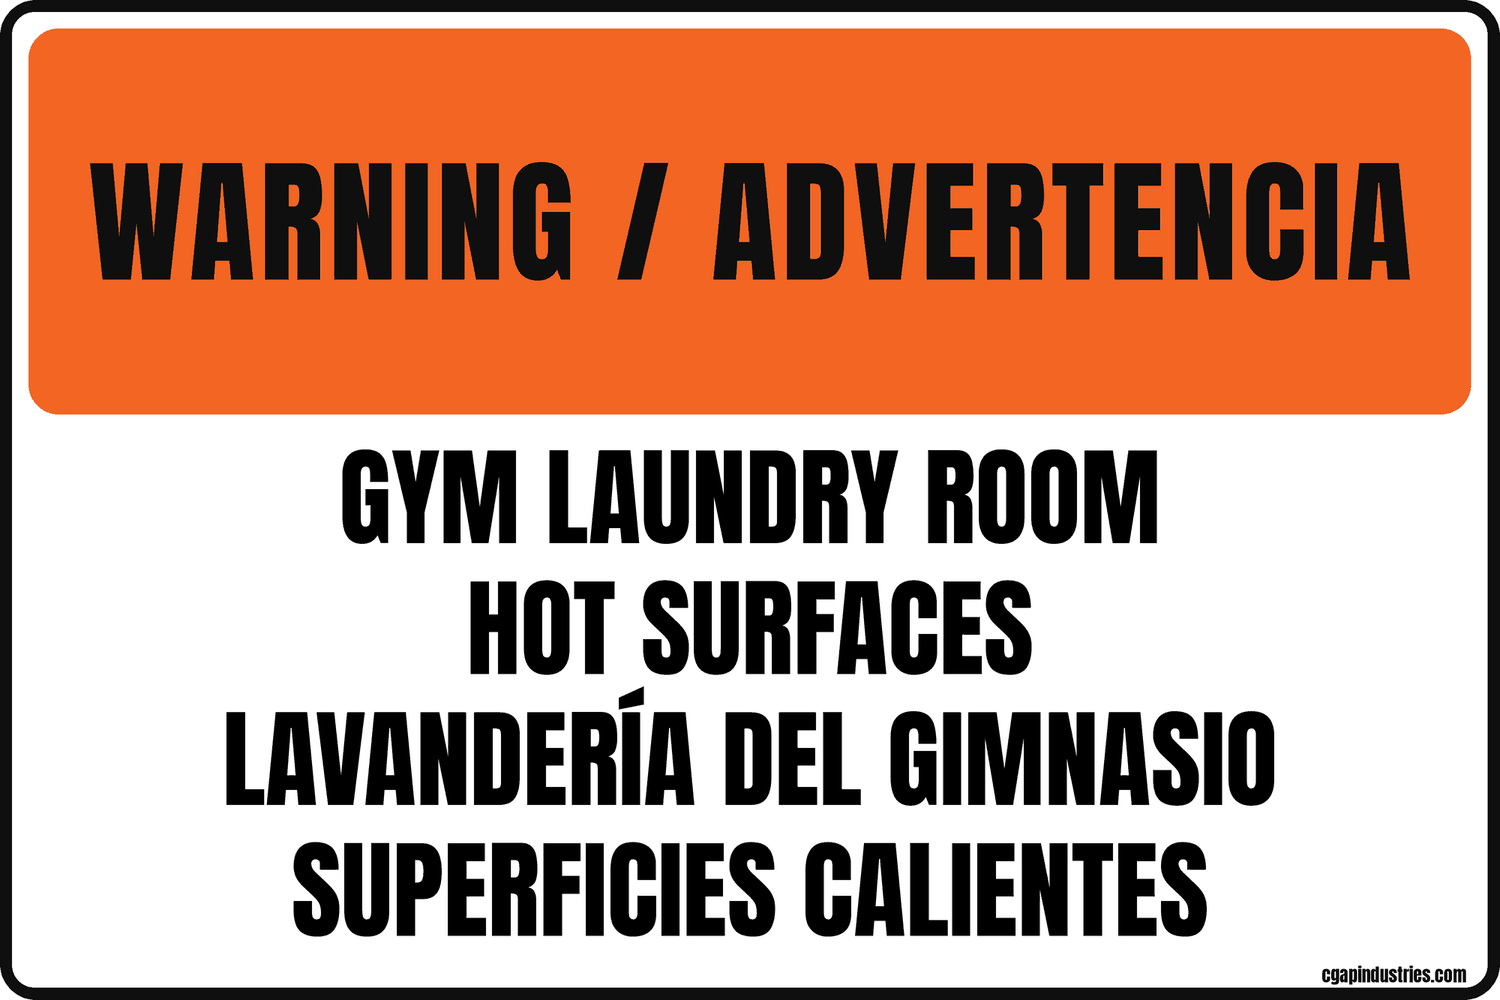 WARNING / ADVERTENCIA
GYM LAUNDRY ROOM
HOT SURFACES
LAVANDERÍA DEL GIMNASIO
SUPERFICIES CALIENTES
cgapindustries.com